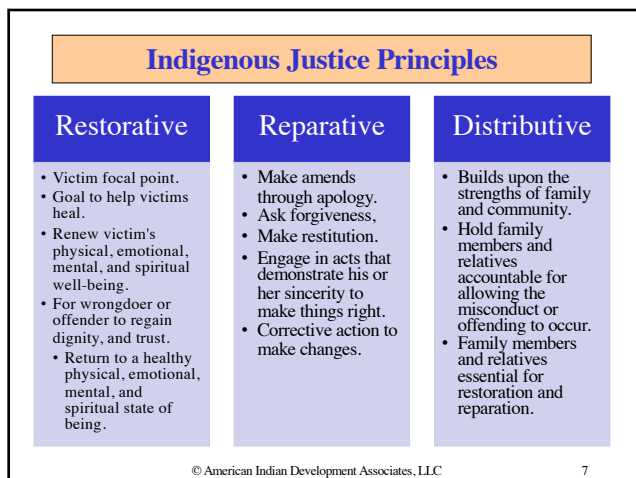 Indigenous Justice Principles
Restorative
• Victim focal point.
• Goal to help victims
heal.
• Renew victim's
physical, emotional,
mental, and spiritual
well-being.
• For wrongdoer or
offender to regain
dignity, and trust.
• Return to a healthy
physical, emotional,
mental, and
spiritual state of
being.
Reparative
• Make amends
through apology.
• Ask forgiveness,
• Make restitution.
• Engage in acts that
demonstrate his or
her sincerity to
make things right.
• Corrective action to
make changes.
Distributive
• Builds upon the
strengths of family
and community.
• Hold family
members and
relatives
accountable for
allowing the
misconduct or
offending to occur.
• Family members
and relatives
essential for
restoration and
reparation.
© American Indian Development Associates, LLC
7